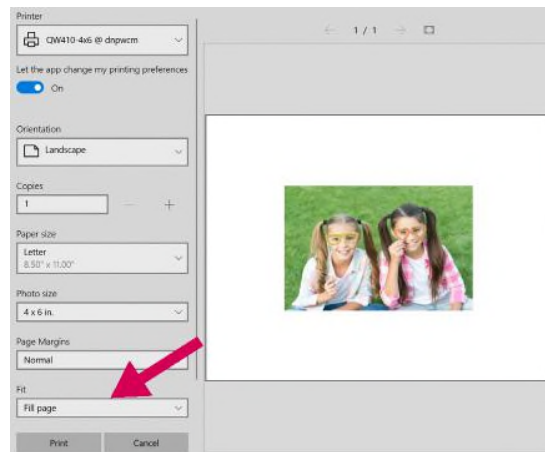 Printer
QW410-4x6 @ dnpwcm
1 / 1
Let the app change my printing preferences
On
Orientation
Landscape
Copies
1
Paper size
Letter
8.50" x 11.00"
Photo size
4 x 6 in.
Page Margins
Normal
Fit
Fill page
Print Cancel